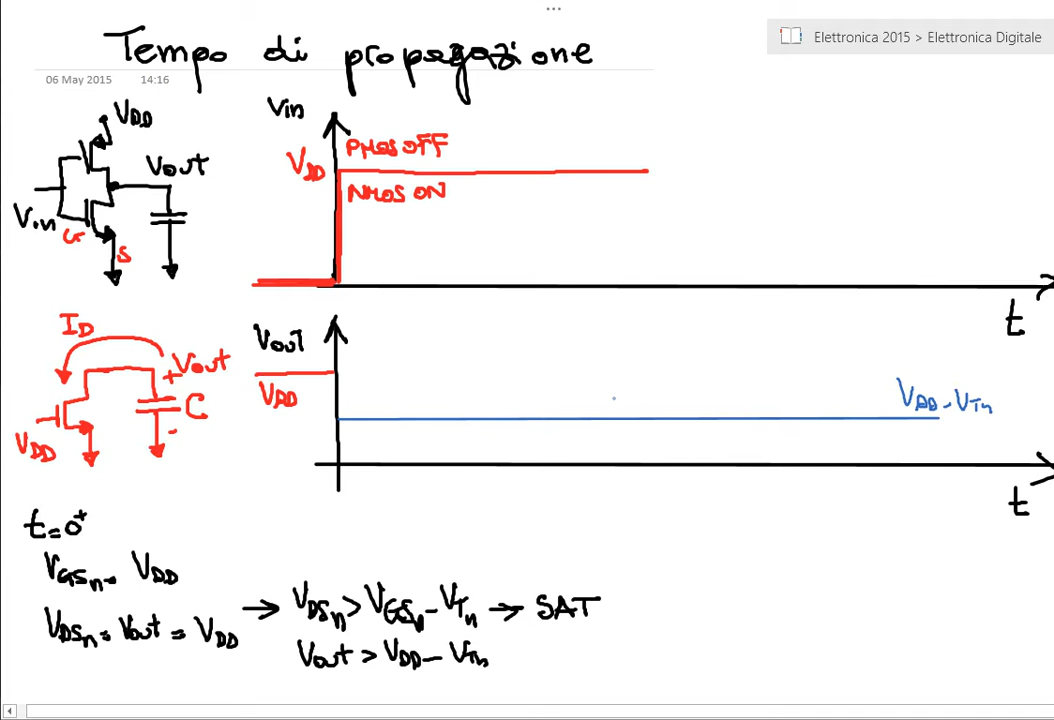 Elettronica 2015 > Elettronica Digitale
Tempo di propagazione
06 May 2015 14:16
VDD
Vout
Vin
G
S
Vin
VDD
PMOS OFF
NMOS ON
t
ID
Vout
+
C
-
VDD
Vout
VDD
VDD - VTn
t
t=0+
VGSn = VDD
VDSn = Vout = VDD → VDSn > VGSn - VTn → SAT
Vout > VDD - VTn